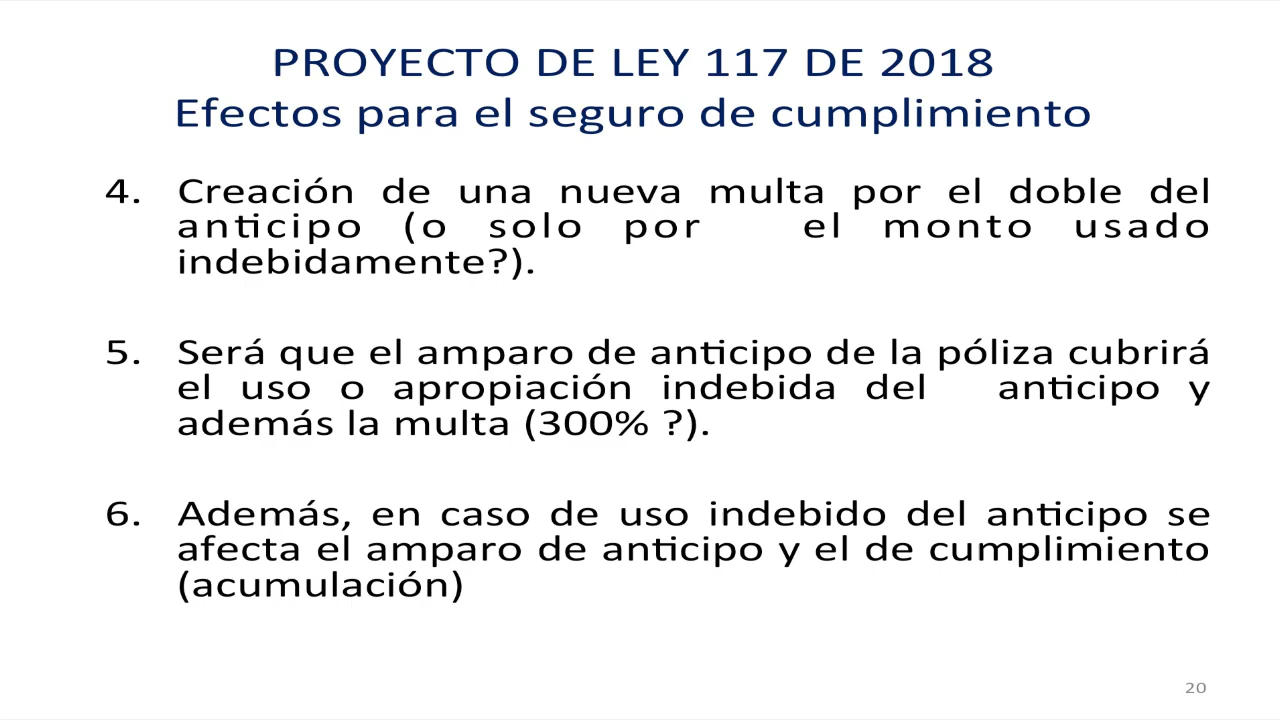 PROYECTO DE LEY 117 DE 2018
Efectos para el seguro de cumplimiento
4. Creación de una nueva multa por el doble del
anticipo (o solo por el monto usado
indebidamente?).
5. Será que el amparo de anticipo de la póliza cubrirá
el uso o apropiación indebida del anticipo y
además la multa (300% ?).
6. Además, en caso de uso indebido del anticipo se
afecta el amparo de anticipo y el de cumplimiento
(acumulación)
20